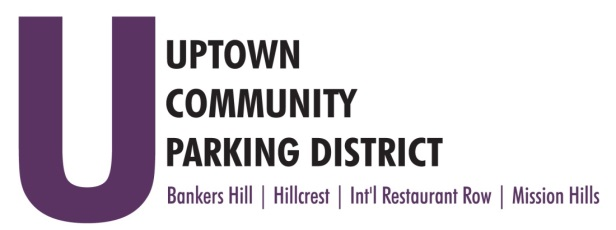 U
UPTOWN
COMMUNITY
PARKING DISTRICT
Bankers Hill | Hillcrest | Int'l Restaurant Row | Mission Hills